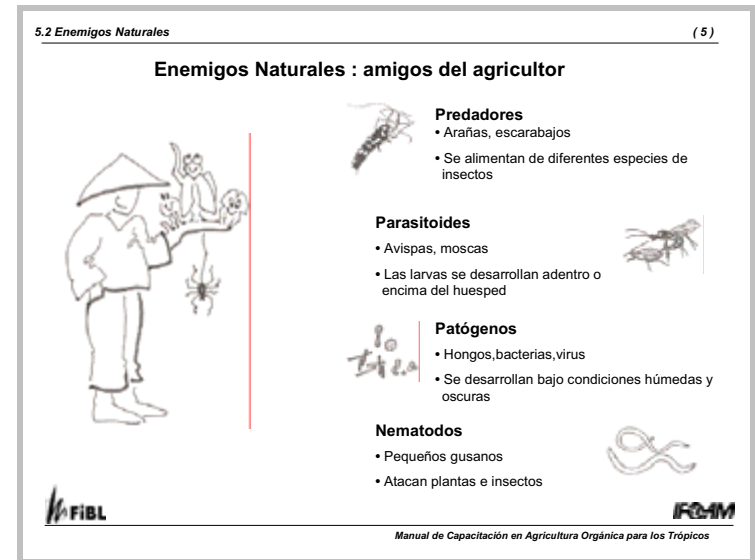 5.2 Enemigos Naturales
( 5 )
Enemigos Naturales : amigos del agricultor
Predadores
• Arañas, escarabajos
• Se alimentan de diferentes especies de
insectos
Parasitoides
• Avispas, moscas
• Las larvas se desarrollan adentro o
encima del huesped
Patógenos
• Hongos,bacterias,virus
• Se desarrollan bajo condiciones húmedas y
oscuras
Nematodos
• Pequeños gusanos
• Atacan plantas e insectos
FiBL
IFOAM
Manual de Capacitación en Agricultura Orgánica para los Trópicos